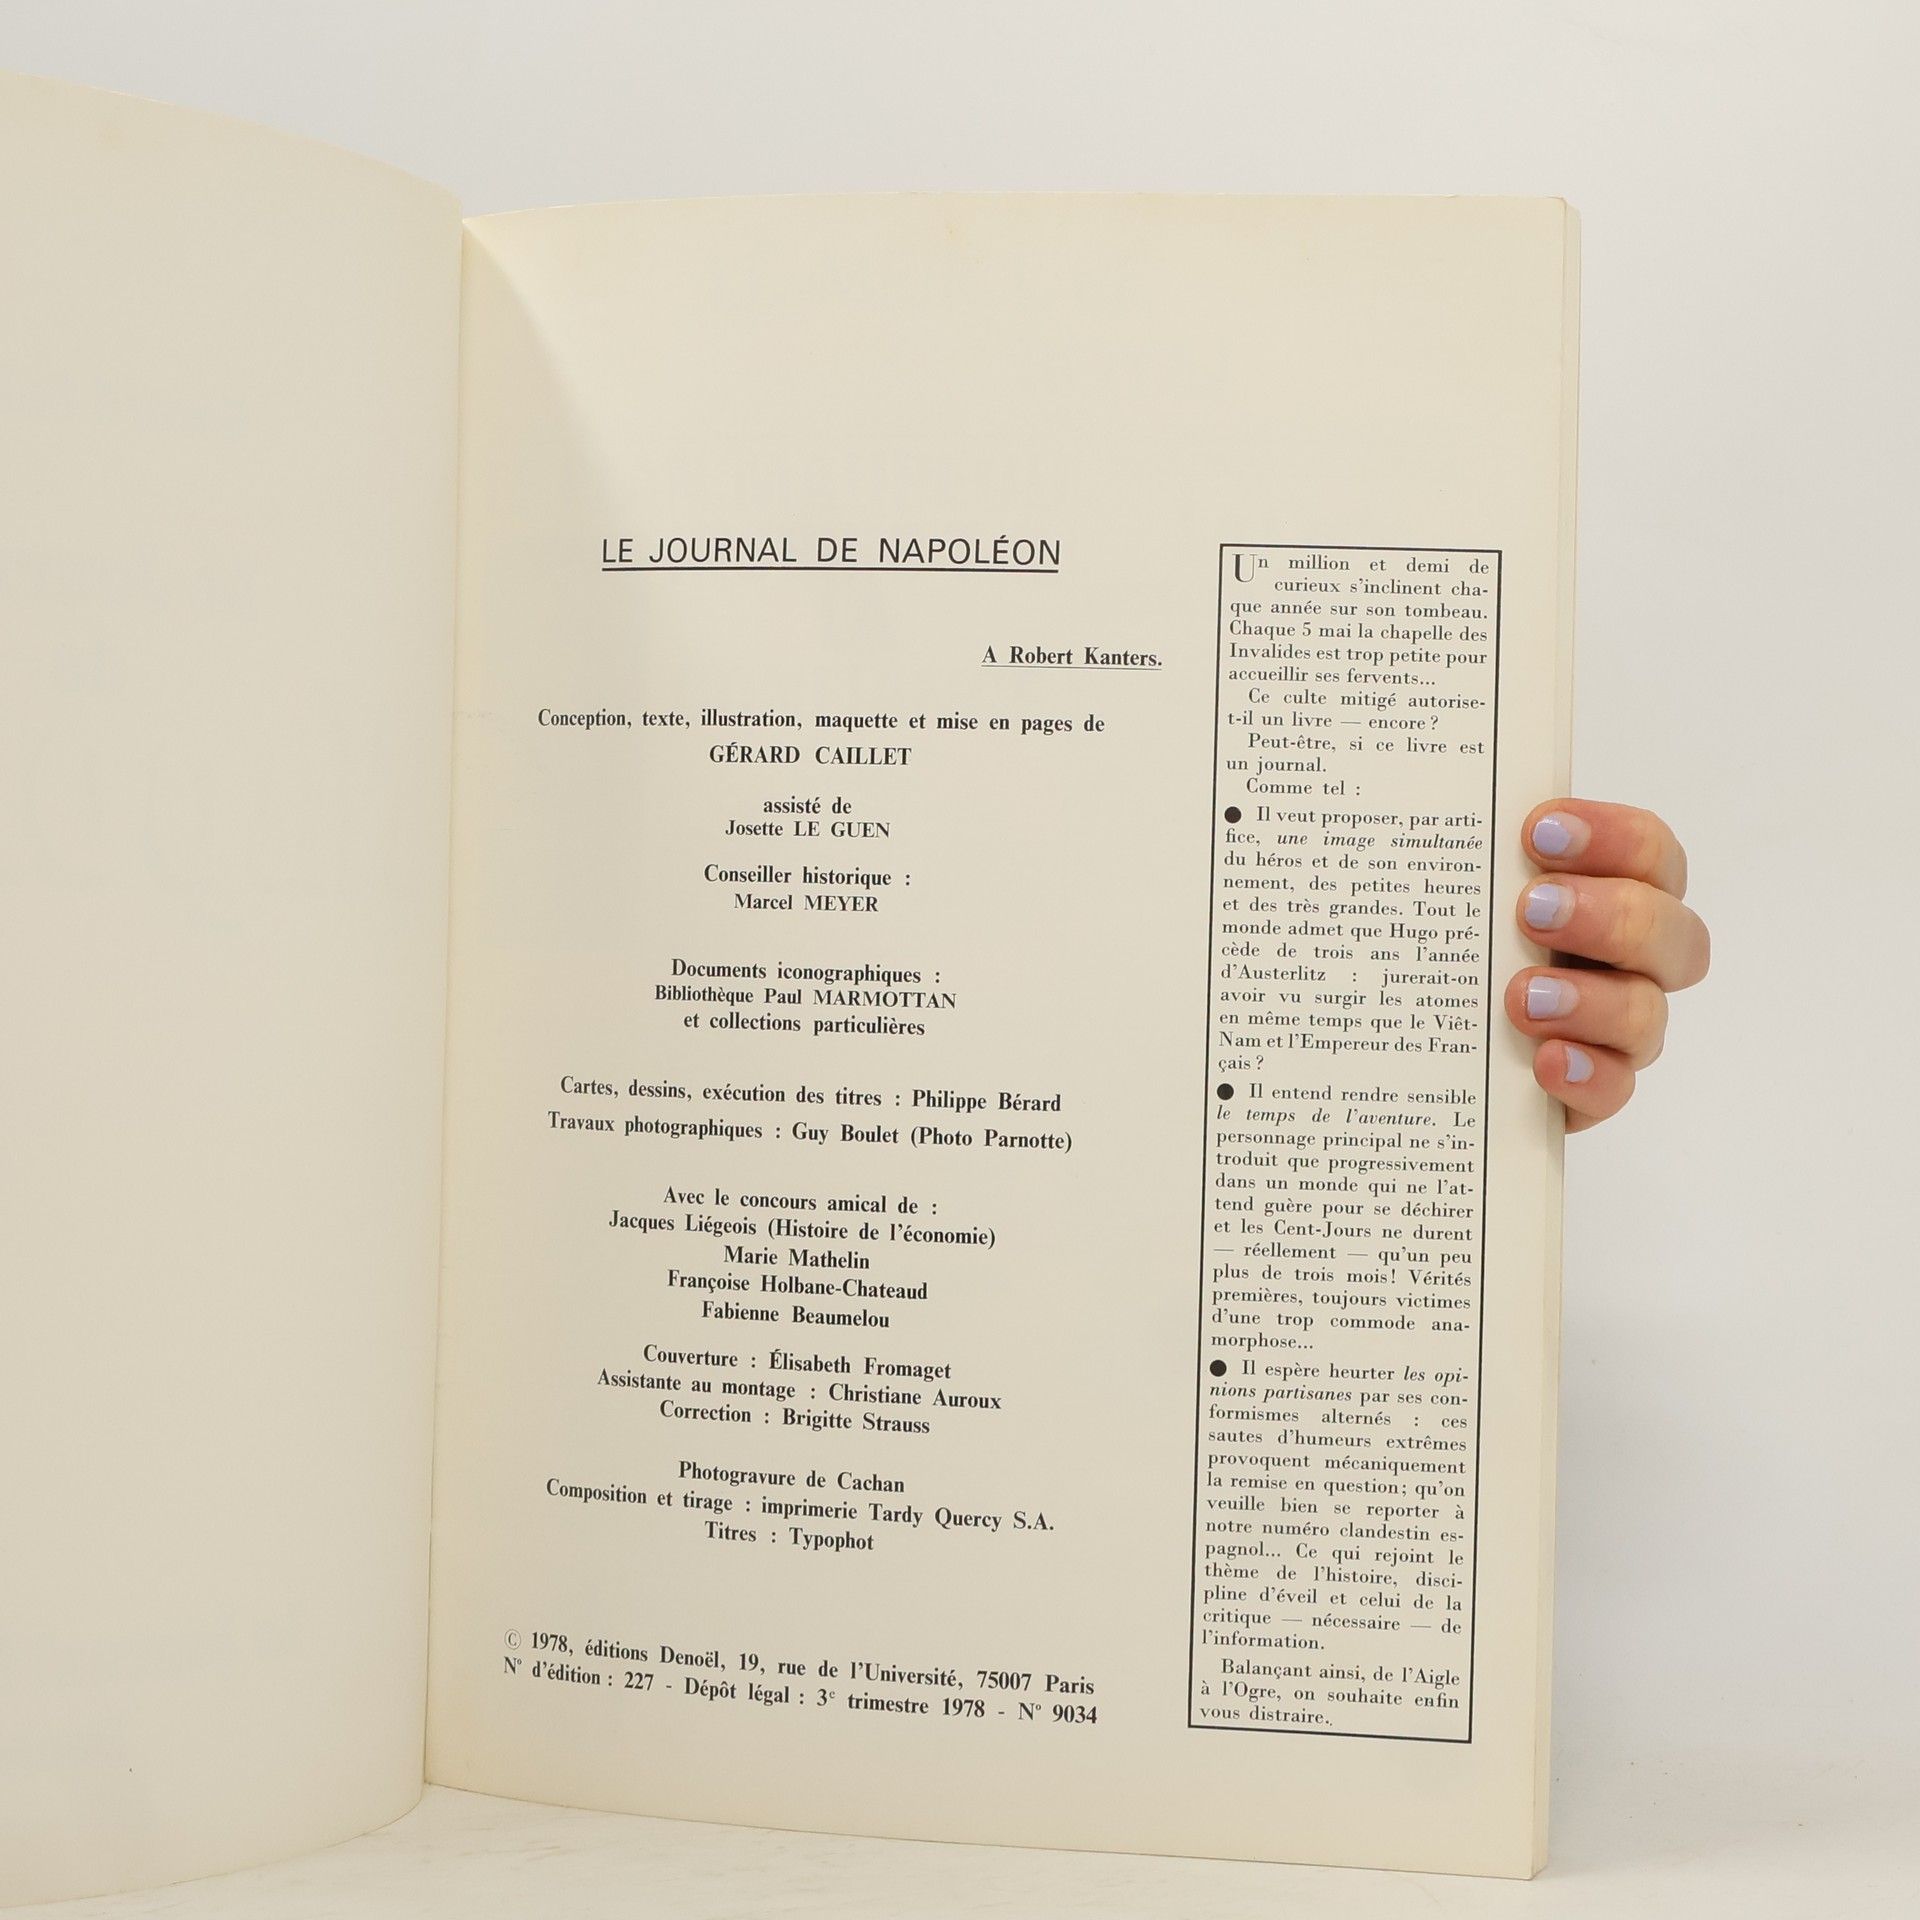 LE JOURNAL DE NAPOLÉON
A Robert Kanters.
Conception, texte, illustration, maquette et mise en pages de
GÉRARD CAILLET
assisté de
Josette LE GUEN
Conseiller historique :
Marcel MEYER
Documents iconographiques :
Bibliothèque Paul MARMOTTAN
et collections particulières
Cartes, dessins, exécution des titres : Philippe Bérard
Travaux photographiques : Guy Boulet (Photo Parnotte)
Avec le concours amical de :
Jacques Liégeois (Histoire de l'économie)
Marie Mathelin
Françoise Holbane-Chateaud
Fabienne Beaumelou
Couverture : Élisabeth Fromaget
Assistante au montage : Christiane Auroux
Correction : Brigitte Strauss
Photogravure de Cachan
Composition et tirage : imprimerie Tardy Quercy S.A.
Titres : Typophot
© 1978, éditions Denoël, 19, rue de l'Université, 75007 Paris
N° d'édition : 227 - Dépôt légal : 3e trimestre 1978 - N° 9034
Un million et demi de
curieux s'inclinent cha-
que année sur son tombeau.
Chaque 5 mai la chapelle des
Invalides est trop petite pour
accueillir ses fervents...
Ce culte mitigé autorise-
t-il un livre — encore ?
Peut-être, si ce livre est
un journal.
Comme tel :
● Il veut proposer, par arti-
fice, une image simultanée
du héros et de son environ-
nement, des petites heures
et des très grandes. Tout le
monde admet que Hugo pré-
cède de trois ans l'année
d'Austerlitz : jurerait-on
avoir vu surgir les atomes
en même temps que le Viêt-
Nam et l'Empereur des Fran-
çais ?
● Il entend rendre sensible
le temps de l'aventure. Le
personnage principal ne s'in-
troduit que progressivement
dans un monde qui ne l'at-
tend guère pour se déchirer
et les Cent-Jours ne durent
— réellement — qu'un peu
plus de trois mois! Vérités
premières, toujours victimes
d'une trop commode ana-
morphose...
● Il espère heurter les opi-
nions partisanes par ses con-
formismes alternés : ces
sautes d'humeurs extrêmes
provoquent mécaniquement
la remise en question; qu'on
veuille bien se reporter à
notre numéro clandestin es-
pagnol... Ce qui rejoint le
thème de l'histoire, disci-
pline d'éveil et celui de la
critique — nécessaire — de
l'information.
Balançant ainsi, de l'Aigle
à l'Ogre, on souhaite enfin
vous distraire.